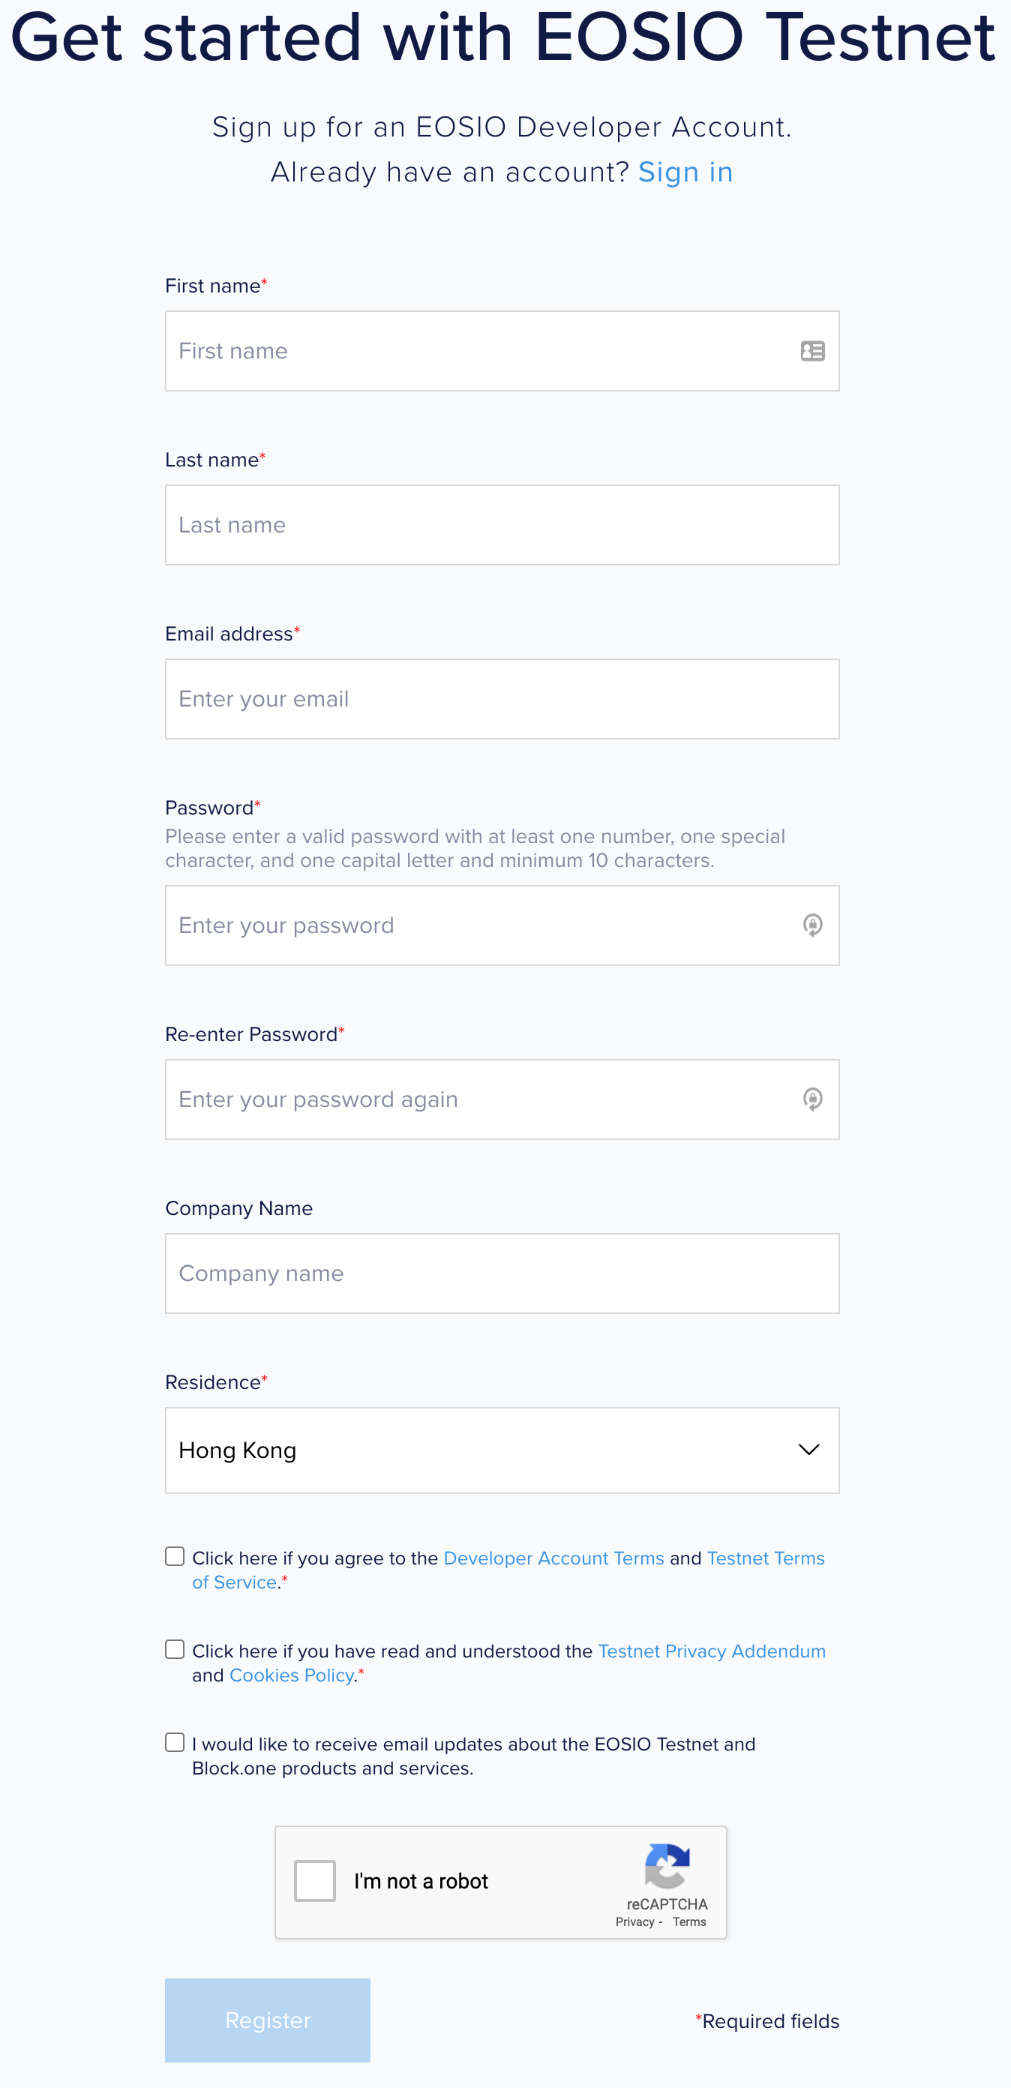 Get started with EOSIO Testnet
Sign up for an EOSIO Developer Account.
Already have an account? Sign in
First name*
First name
Last name*
Last name
Email address*
Enter your email
Password*
Please enter a valid password with at least one number, one special
character, and one capital letter and minimum 10 characters.
Enter your password
Re-enter Password*
Enter your password again
Company Name
Company name
Residence*
Hong Kong
Click here if you agree to the Developer Account Terms and Testnet Terms
of Service.*
Click here if you have read and understood the Testnet Privacy Addendum
and Cookies Policy.*
I would like to receive email updates about the EOSIO Testnet and
Block.one products and services.
I'm not a robot
reCAPTCHA
Privacy - Terms
Register
*Required fields